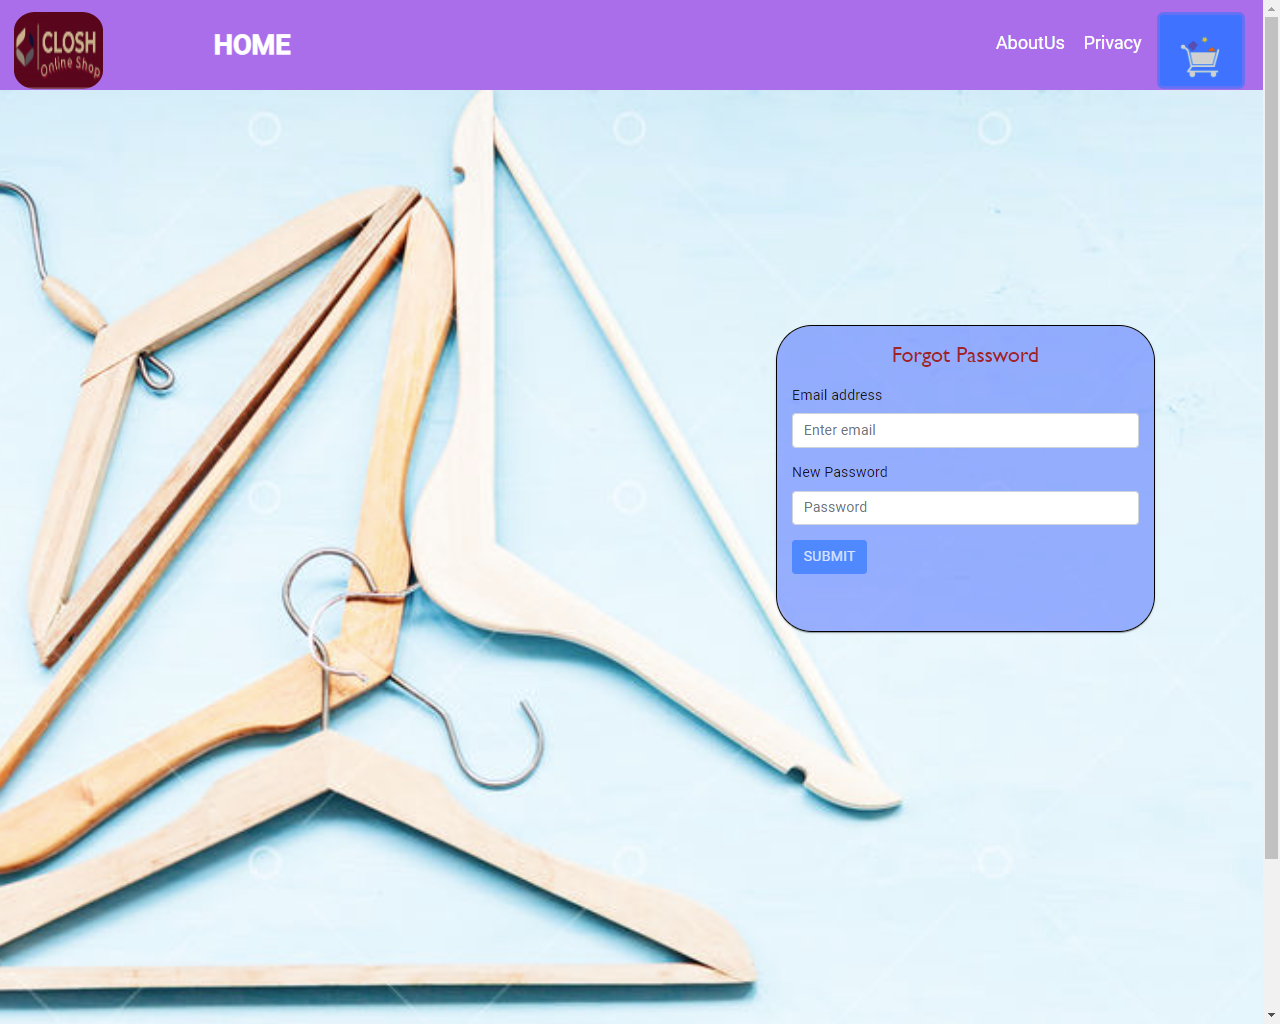 CLOSH
Online Shop
HOME
AboutUs
Privacy
Forgot Password
Email address
Enter email
New Password
Password
SUBMIT